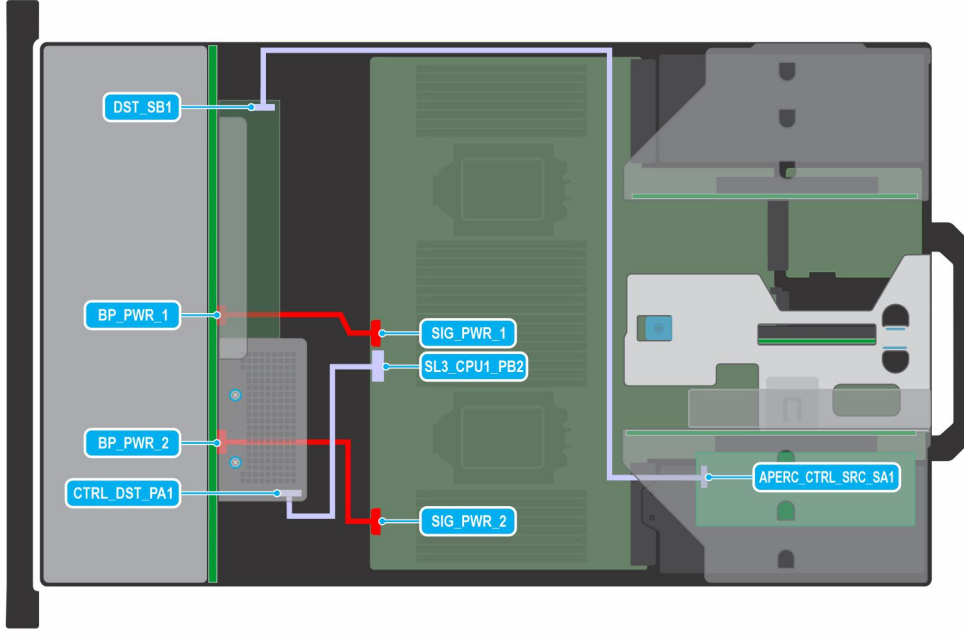 DST_SB1
BP_PWR_1
SIG_PWR_1
SL3_CPU1_PB2
BP_PWR_2
CTRL_DST_PA1
APERC_CTRL_SRC_SA1
SIG_PWR_2